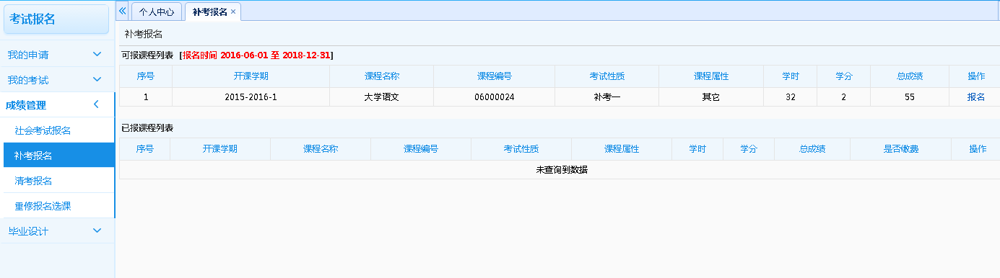 考试报名
我的申请
我的考试
成绩管理
社会考试报名
补考报名
清考报名
重修报名选课
毕业设计
个人中心 补考报名
补考报名
可报课程列表 [报名时间 2016-06-01 至 2018-12-31]
序号 开课学期 课程名称 课程编号 考试性质 课程属性 学时 学分 总成绩 操作
1 2015-2016-1 大学语文 06000024 补考一 其它 32 2 55 报名
已报课程列表
序号 开课学期 课程名称 课程编号 考试性质 课程属性 学时 学分 总成绩 是否缴费 操作
未查询到数据